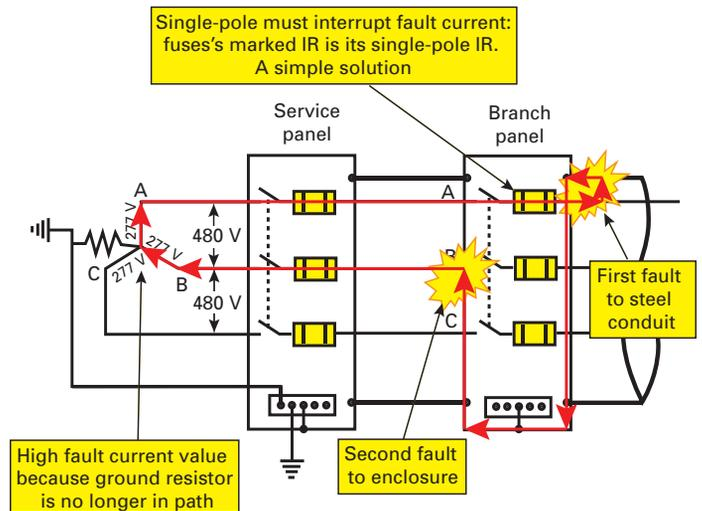 Single-pole must interrupt fault current:
fuses's marked IR is its single-pole IR.
A simple solution
Service
panel
Branch
panel
A
A
277 V
480 V
277 V
277 V
C
B
B
480 V
C
First fault
to steel
conduit
High fault current value
because ground resistor
is no longer in path
Second fault
to enclosure